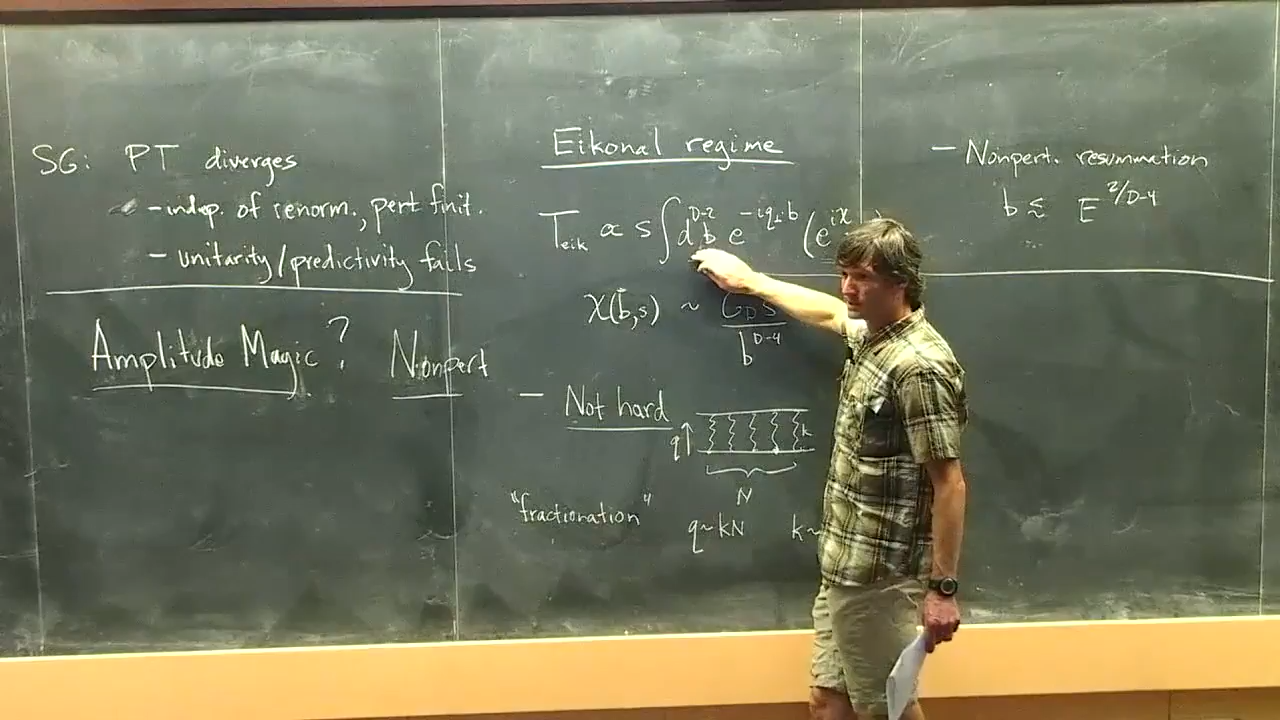 SG: PT diverges
- indep. of renorm., pert finit.
- unitarity/predictivity fails
Amplitude Magic? Nonpert
Eikonal regime
T_eik ∝ s∫d^{D-2}b e^{-iq⊥·b} (e^{iχ}
χ(b,s) ~ G_D s / b^{D-4}
- Not hard
q↑ k
N
"fractionation"
q~kN k~
- Nonpert. resummation
b ≲ E^{2/D-4}